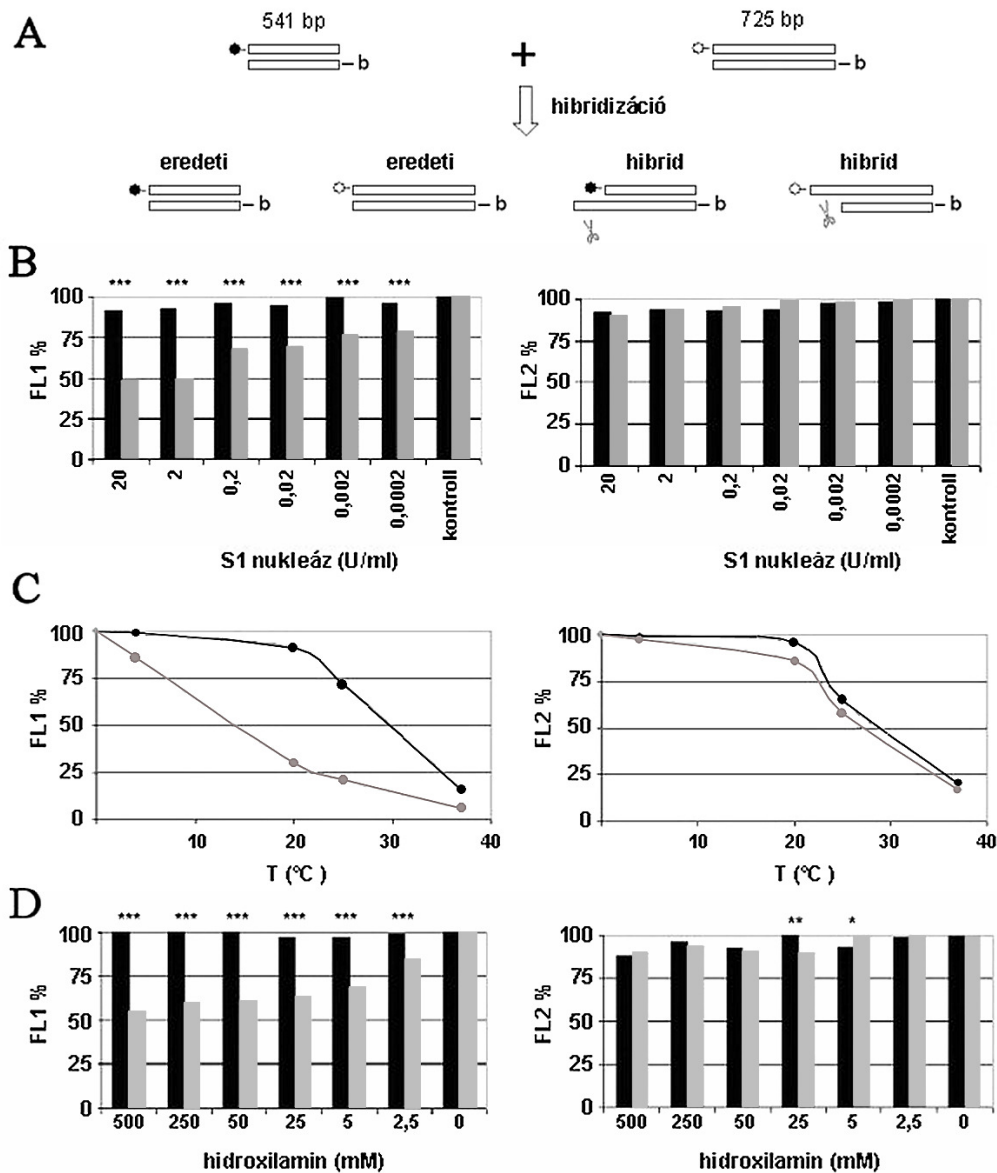 A
541 bp
725 bp
b
+
b
hibridizáció
eredeti
eredeti
hibrid
hibrid
b
b
b
b
B
*** *** *** *** *** ***
FL1 %
100
75
50
25
0
20 2 0,2 0,02 0,002 0,0002 kontroll
S1 nukleáz (U/ml)
FL2 %
100
75
50
25
0
20 2 0,2 0,02 0,002 0,0002 kontroll
S1 nukleáz (U/ml)
C
FL1 %
100
75
50
25
0
10 20 30 40
T (°C )
FL2 %
100
75
50
25
0
10 20 30 40
T (°C )
D
*** *** *** *** *** ***
FL1 %
100
75
50
25
0
500 250 50 25 5 2,5 0
hidroxilamin (mM)
** *
FL2 %
100
75
50
25
0
500 250 50 25 5 2,5 0
hidroxilamin (mM)